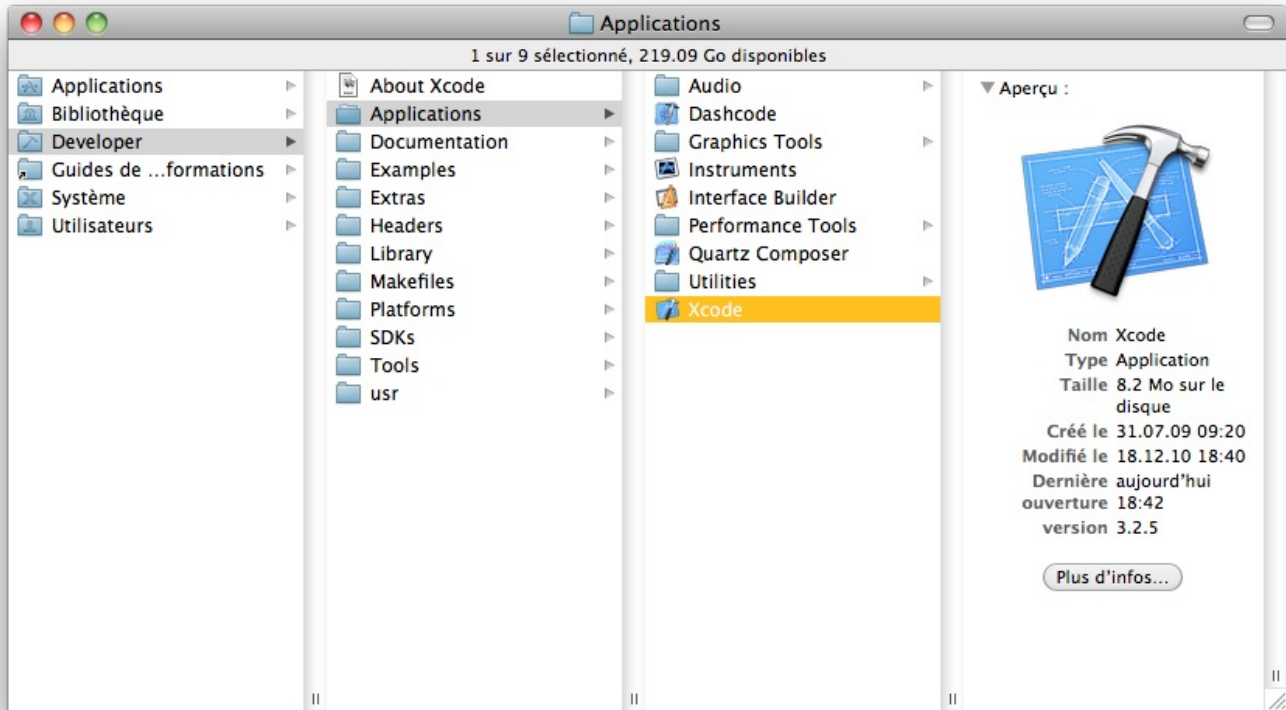 Applications
1 sur 9 sélectionné, 219.09 Go disponibles
Applications
Bibliothèque
Developer
Guides de ...formations
Système
Utilisateurs
About Xcode
Applications
Documentation
Examples
Extras
Headers
Library
Makefiles
Platforms
SDKs
Tools
usr
Audio
Dashcode
Graphics Tools
Instruments
Interface Builder
Performance Tools
Quartz Composer
Utilities
Xcode
Aperçu :
Nom Xcode
Type Application
Taille 8.2 Mo sur le
disque
Créé le 31.07.09 09:20
Modifié le 18.12.10 18:40
Dernière aujourd'hui
ouverture 18:42
version 3.2.5
Plus d'infos...